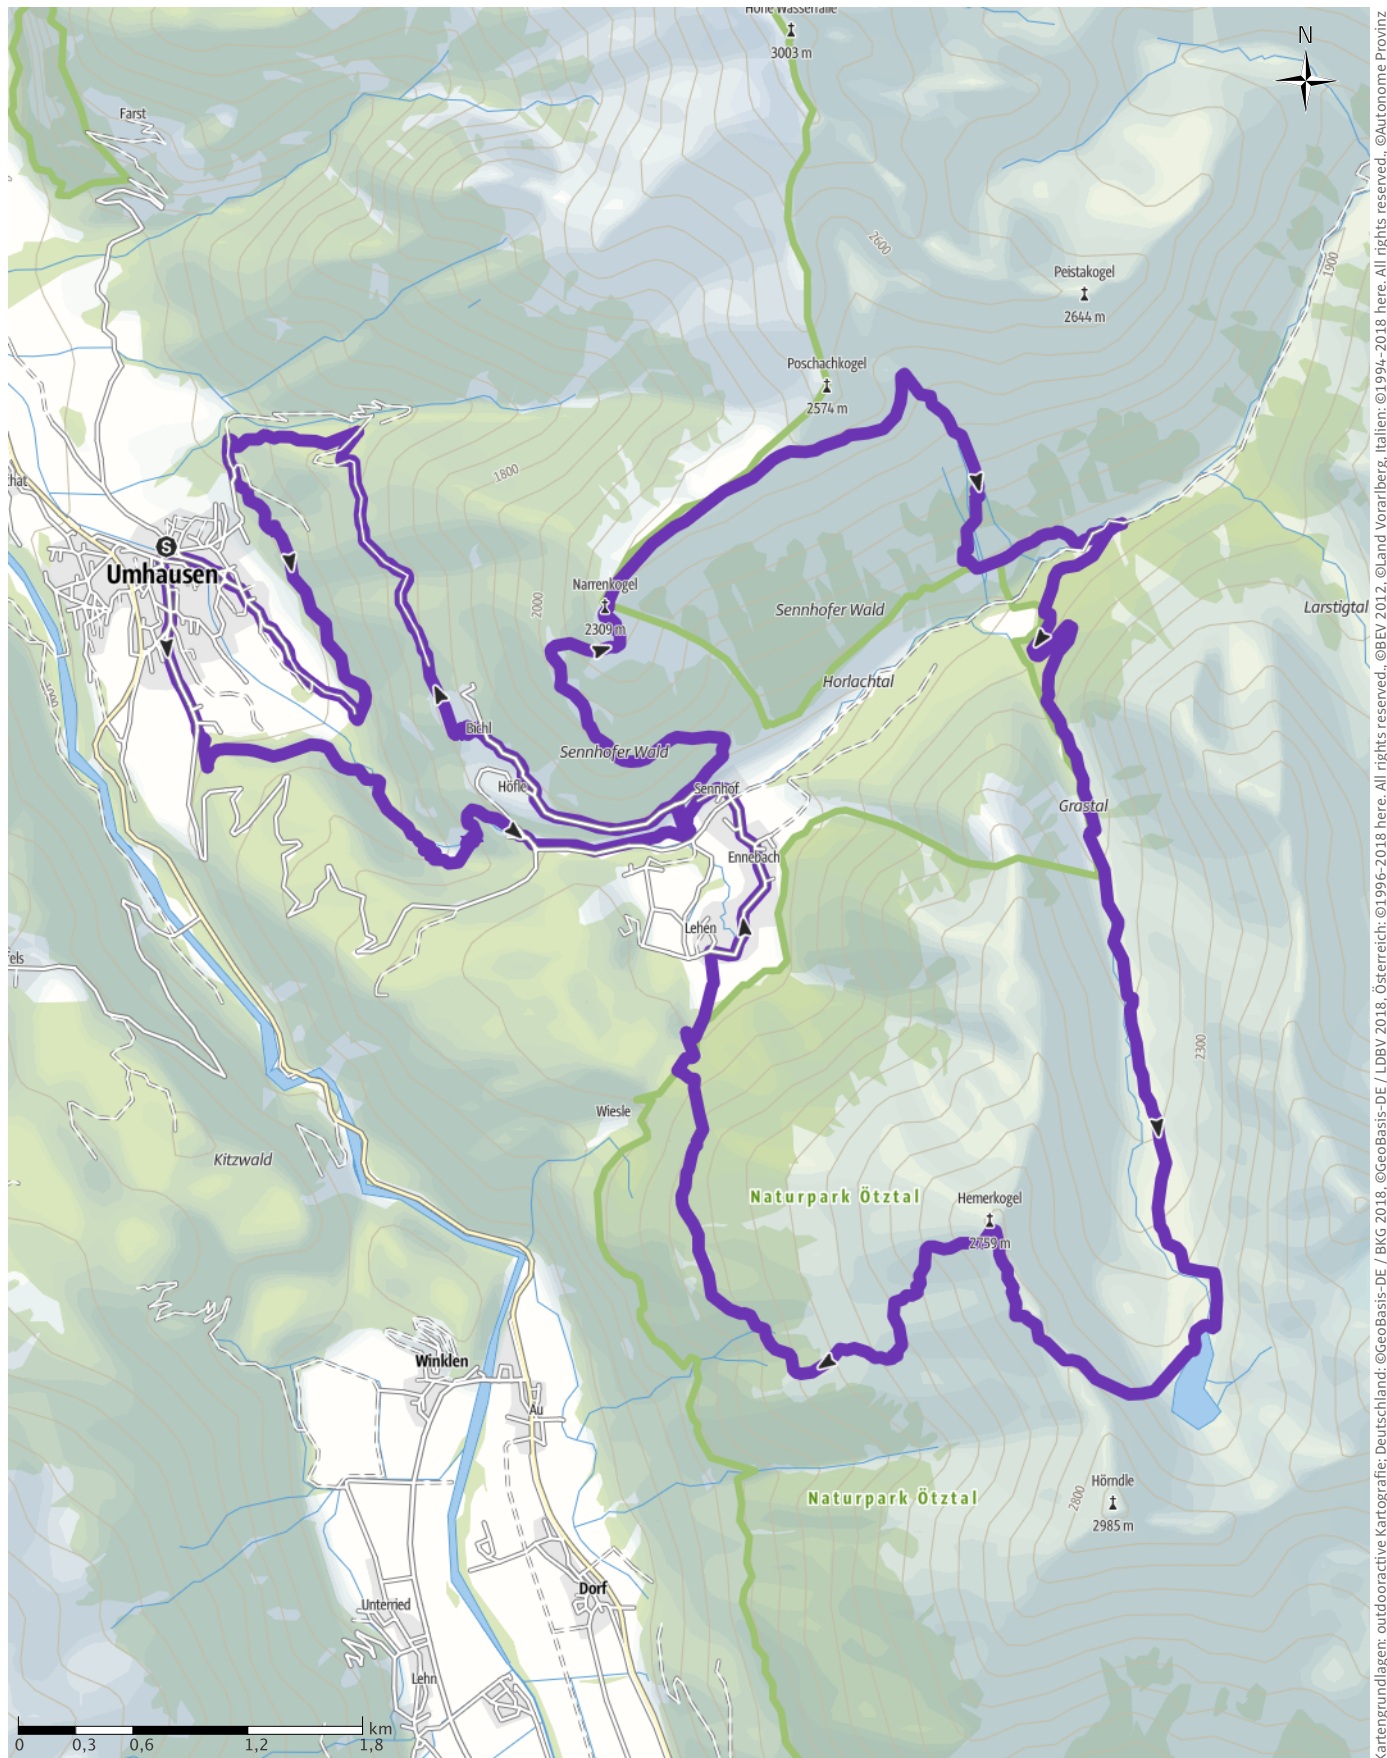 Hohe Wasserfälle
3003 m
N
Farst
2600
Peistakogel
2644 m
1900
Poschachkogel
2574 m
1800
S
Umhausen
Narrenkogel
2309 m
2000
Sennhofer Wald
Larstigtal
Horlachtal
1000
Bichl
Sennhofer Wald
Höfle
Sennhof
Grastal
Ennebach
Lehen
fels
2300
Wiesle
Kitzwald
Naturpark Ötztal
Hemerkogel
2759 m
Winklen
Au
Hörndle
2800
Naturpark Ötztal
2985 m
Dorf
Unterried
Lehn
km
0 0,3 0,6 1,2 1,8
artengrundlagen: outdooractive Kartografie; Deutschland: ©GeoBasis-DE / BKG 2018, ©GeoBasis-DE / LDBV 2018, Österreich: ©1996-2018 here. All rights reserved., ©BEV 2012, ©Land Vorarlberg, Italien: ©1994-2018 here. All rights reserved., ©Autonome Provinz